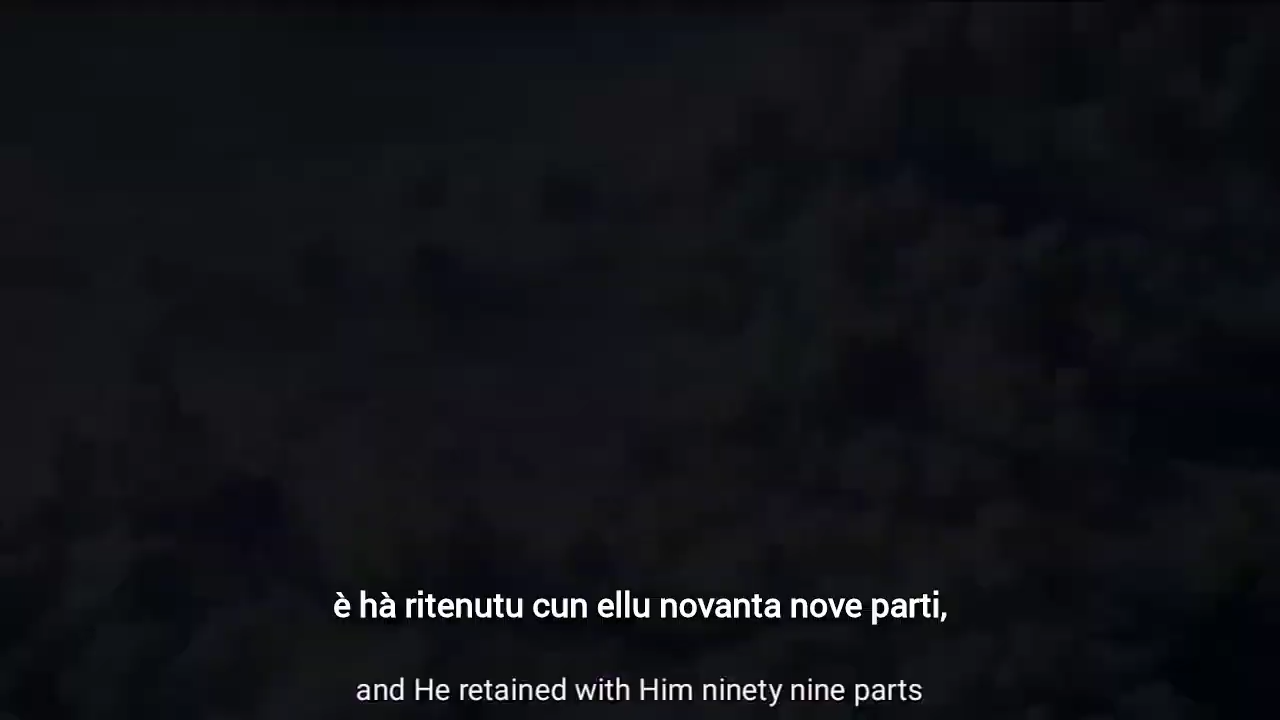 è hà ritenutu cun ellu novanta nove parti,
and He retained with Him ninety nine parts